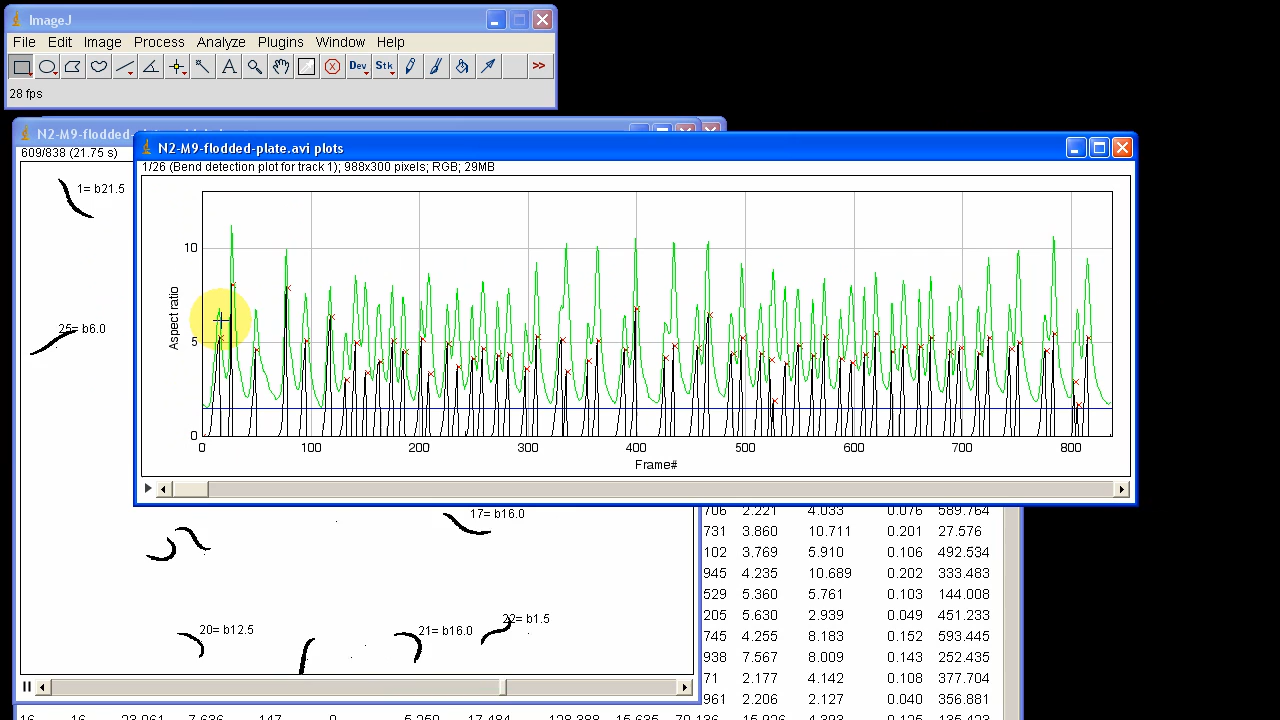 ImageJ
File Edit Image Process Analyze Plugins Window Help
A Dev Stk >>
28 fps
N2-M9-flodded-
609/838 (21.75 s)
N2-M9-flodded-plate.avi plots
1/26 (Bend detection plot for track 1); 988x300 pixels; RGB; 29MB
1= b21.5
25= b6.0
10
5
0
Aspect ratio
0 100 200 300 400 500 600 700 800
Frame#
17= b16.0
20= b12.5
21= b16.0
22= b1.5
706 2.221 4.033 0.076 589.764
731 3.860 10.711 0.201 27.576
102 3.769 5.910 0.106 492.534
945 4.235 10.689 0.202 333.483
529 5.360 5.761 0.103 144.008
205 5.630 2.939 0.049 451.233
745 4.255 8.183 0.152 593.445
938 7.567 8.009 0.143 252.435
71 2.177 4.142 0.108 377.704
961 2.206 2.127 0.040 356.881